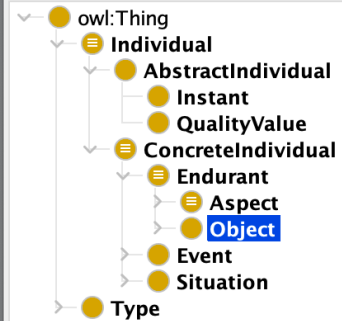 owl:Thing
Individual
AbstractIndividual
Instant
QualityValue
ConcreteIndividual
Endurant
Aspect
Object
Event
Situation
Type